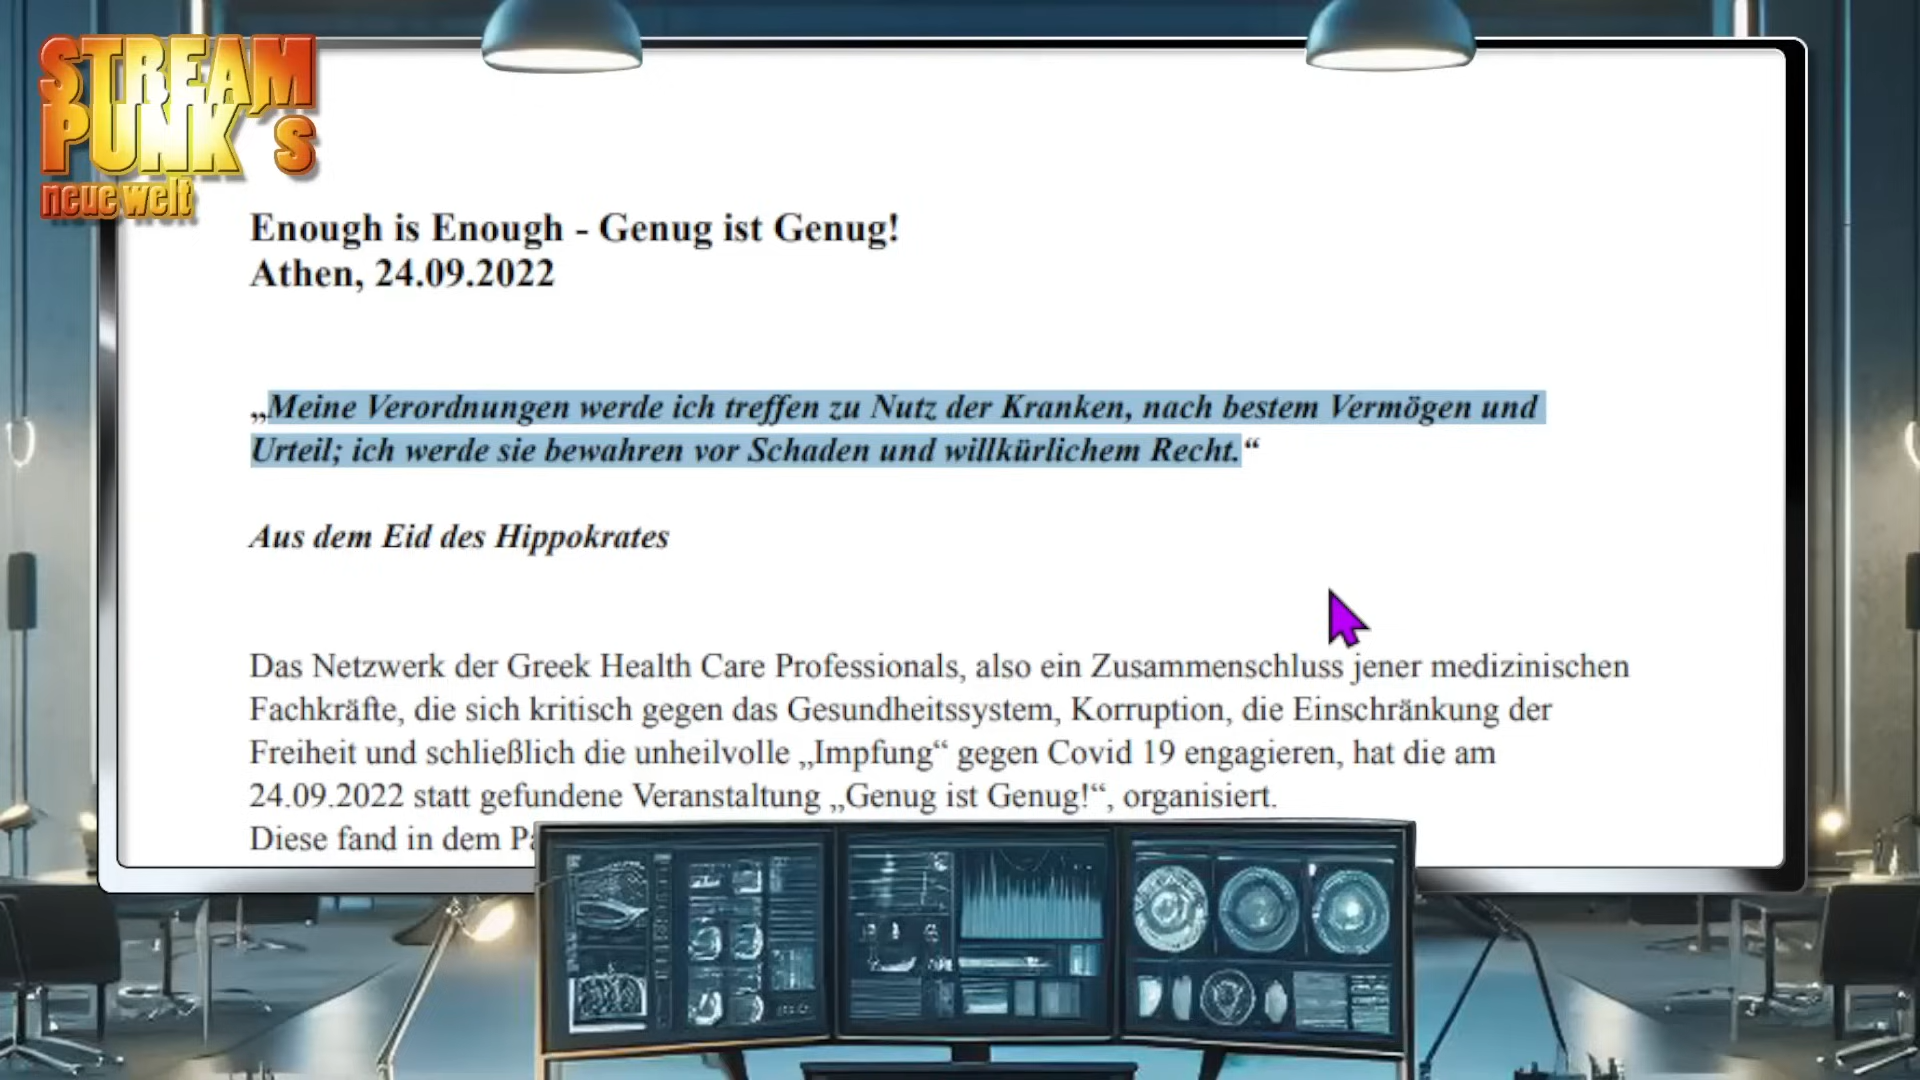 STREAM
PUNK´s
neue welt
Enough is Enough - Genug ist Genug!
Athen, 24.09.2022
„Meine Verordnungen werde ich treffen zu Nutz der Kranken, nach bestem Vermögen und
Urteil; ich werde sie bewahren vor Schaden und willkürlichem Recht.“
Aus dem Eid des Hippokrates
Das Netzwerk der Greek Health Care Professionals, also ein Zusammenschluss jener medizinischen
Fachkräfte, die sich kritisch gegen das Gesundheitssystem, Korruption, die Einschränkung der
Freiheit und schließlich die unheilvolle „Impfung“ gegen Covid 19 engagieren, hat die am
24.09.2022 statt gefundene Veranstaltung „Genug ist Genug!“, organisiert.
Diese fand in dem